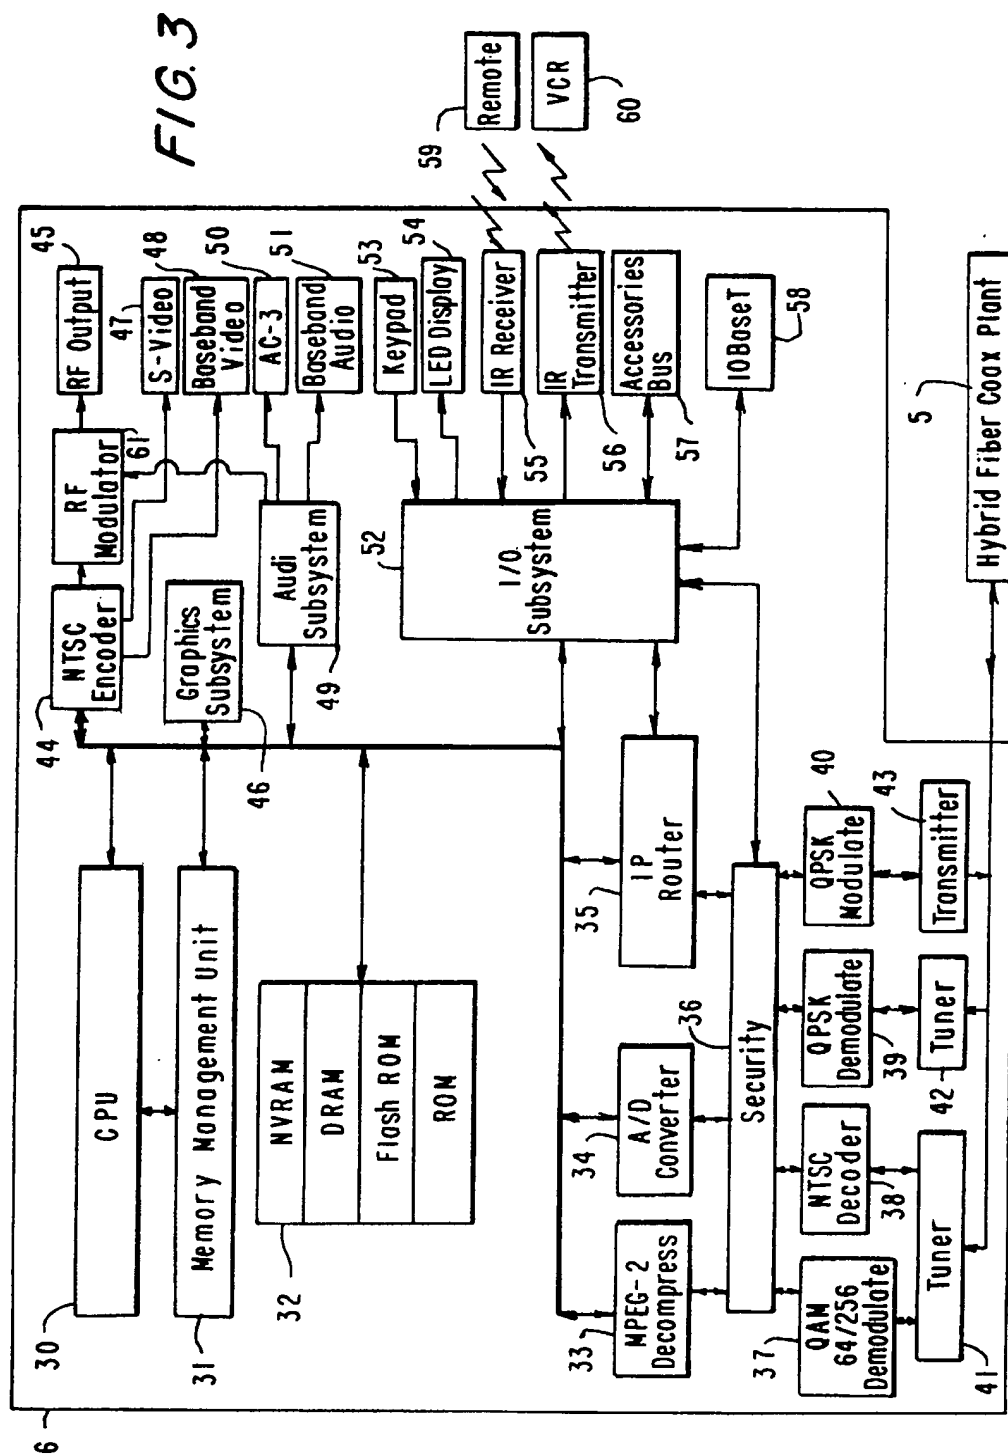 FIG. 3
6
30
CPU
31
Memory Management Unit
32
NVRAM
DRAM
Flash ROM
ROM
44
NTSC
Encoder
RF
Modulator
61
RF Output
45
47
S-Video
48
Baseband
Video
50
AC-3
51
Baseband
Audio
Graphics
Subsystem
46
Audi
Subsystem
49
53
Keypad
54
LED Display
IR Receiver
55
IR
Transmitter
56
Accessories
Bus
57
10BaseT
58
59
Remote
VCR
60
52
I/O
Subsystem
33
MPEG-2
Decompress
34
A/D
Converter
35
IP
Router
36
Security
37
QAM
64/256
Demodulate
NTSC
Decoder
38
QPSK
Demodulate
39
QPSK
Modulate
40
Tuner
41
Tuner
42
Transmitter
43
5
Hybrid Fiber Coax Plant